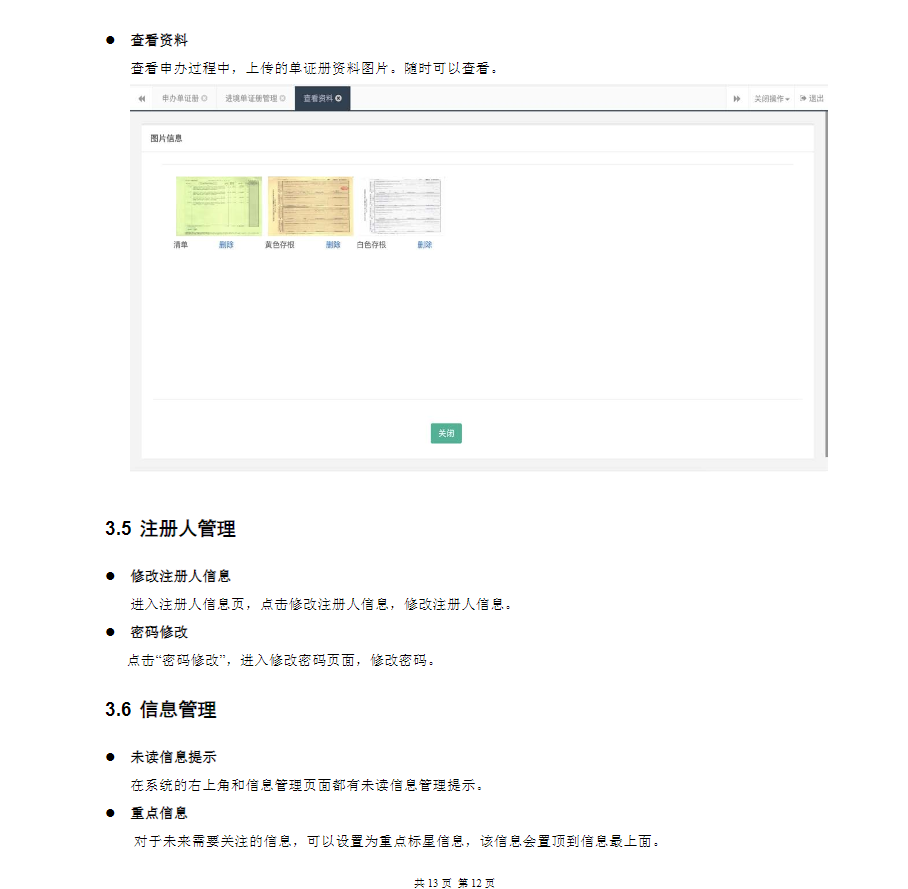 ● 查看资料
查看申办过程中，上传的单证册资料图片。随时可以查看。
申办单证册 进境单证册管理 查看资料 关闭操作 退出
图片信息
清单 删除 黄色存根 删除 白色存根 删除
关闭
3.5 注册人管理
● 修改注册人信息
进入注册人信息页，点击修改注册人信息，修改注册人信息。
● 密码修改
点击“密码修改”，进入修改密码页面，修改密码。
3.6 信息管理
● 未读信息提示
在系统的右上角和信息管理页面都有未读信息管理提示。
● 重点信息
对于未来需要关注的信息，可以设置为重点标星信息，该信息会置顶到信息最上面。
共 13 页 第 12 页